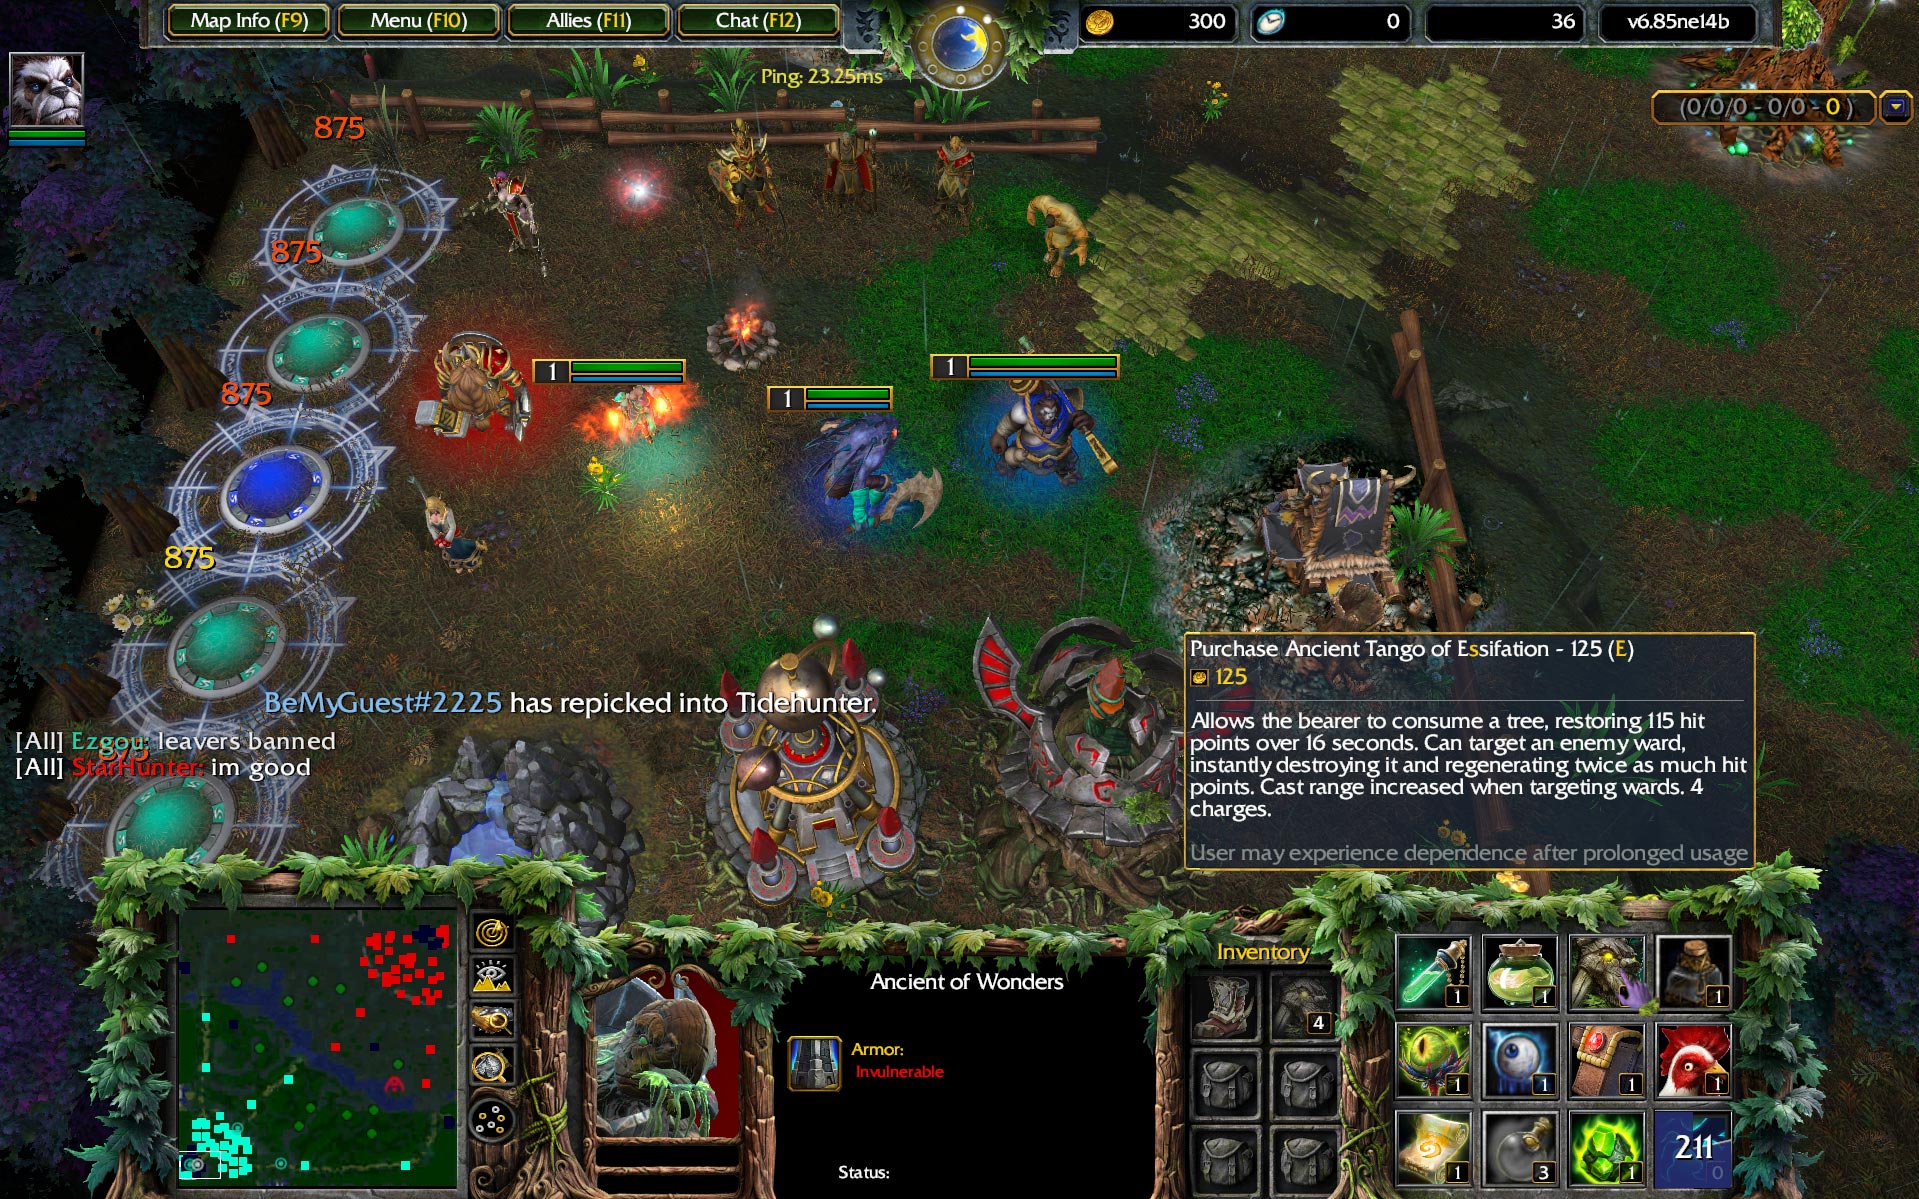 Map Info (F9)
Menu (F10)
Allies (F11)
Chat (F12)
300
0
36
v6.85ne14b
Ping: 23.25ms
(0/0/0 - 0/0 - 0 )
875
875
875
875
1
1
1
BeMyGuest#2225 has repicked into Tidehunter.
[All] Ezgou: leavers banned
875
[All] StarHunter: im good
Purchase Ancient Tango of Essifation - 125 (E)
125
Allows the bearer to consume a tree, restoring 115 hit
points over 16 seconds. Can target an enemy ward,
instantly destroying it and regenerating twice as much hit
points. Cast range increased when targeting wards. 4
charges.
User may experience dependence after prolonged usage
Ancient of Wonders
Armor:
Invulnerable
Status:
Inventory
4
1
1
1
1
1
1
1
1
3
1
211
0